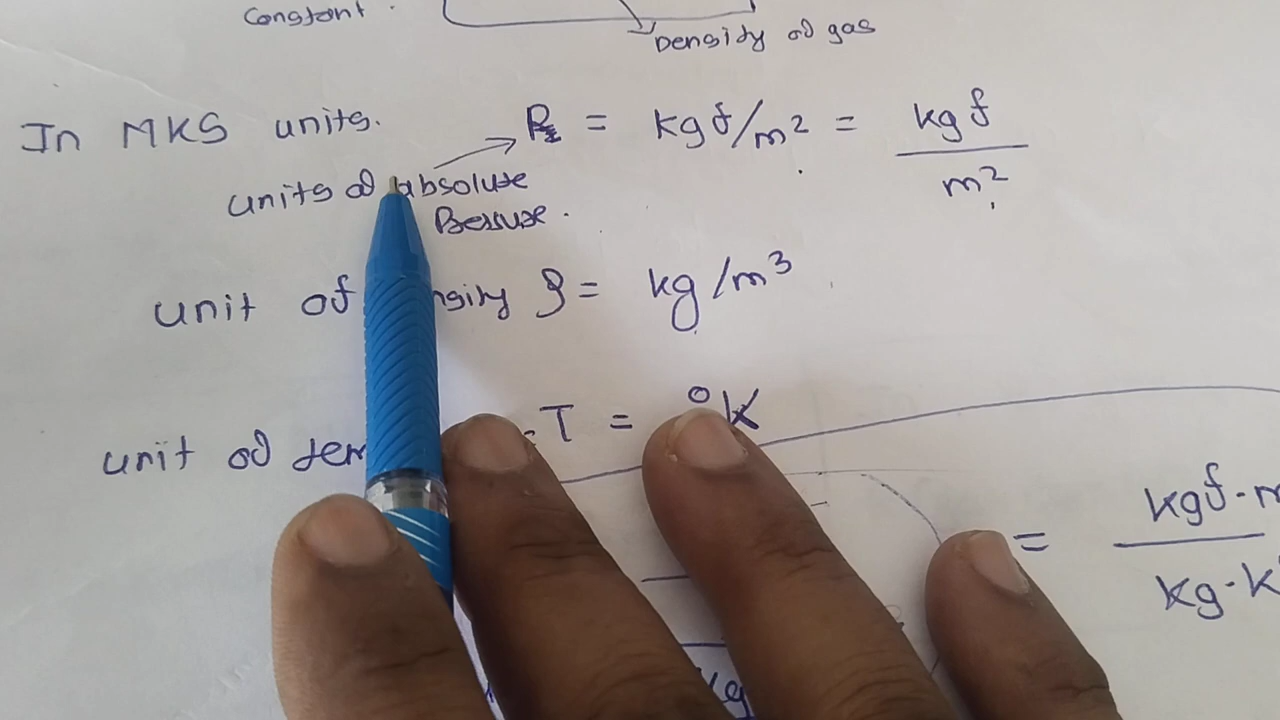 constant.
Density of gas
In MKS units. P = kgf/m² = kgf / m²
units of absolute
Pressure.
unit of ρ = kg/m³
unit of T = °K
= kgf·m / kg·K